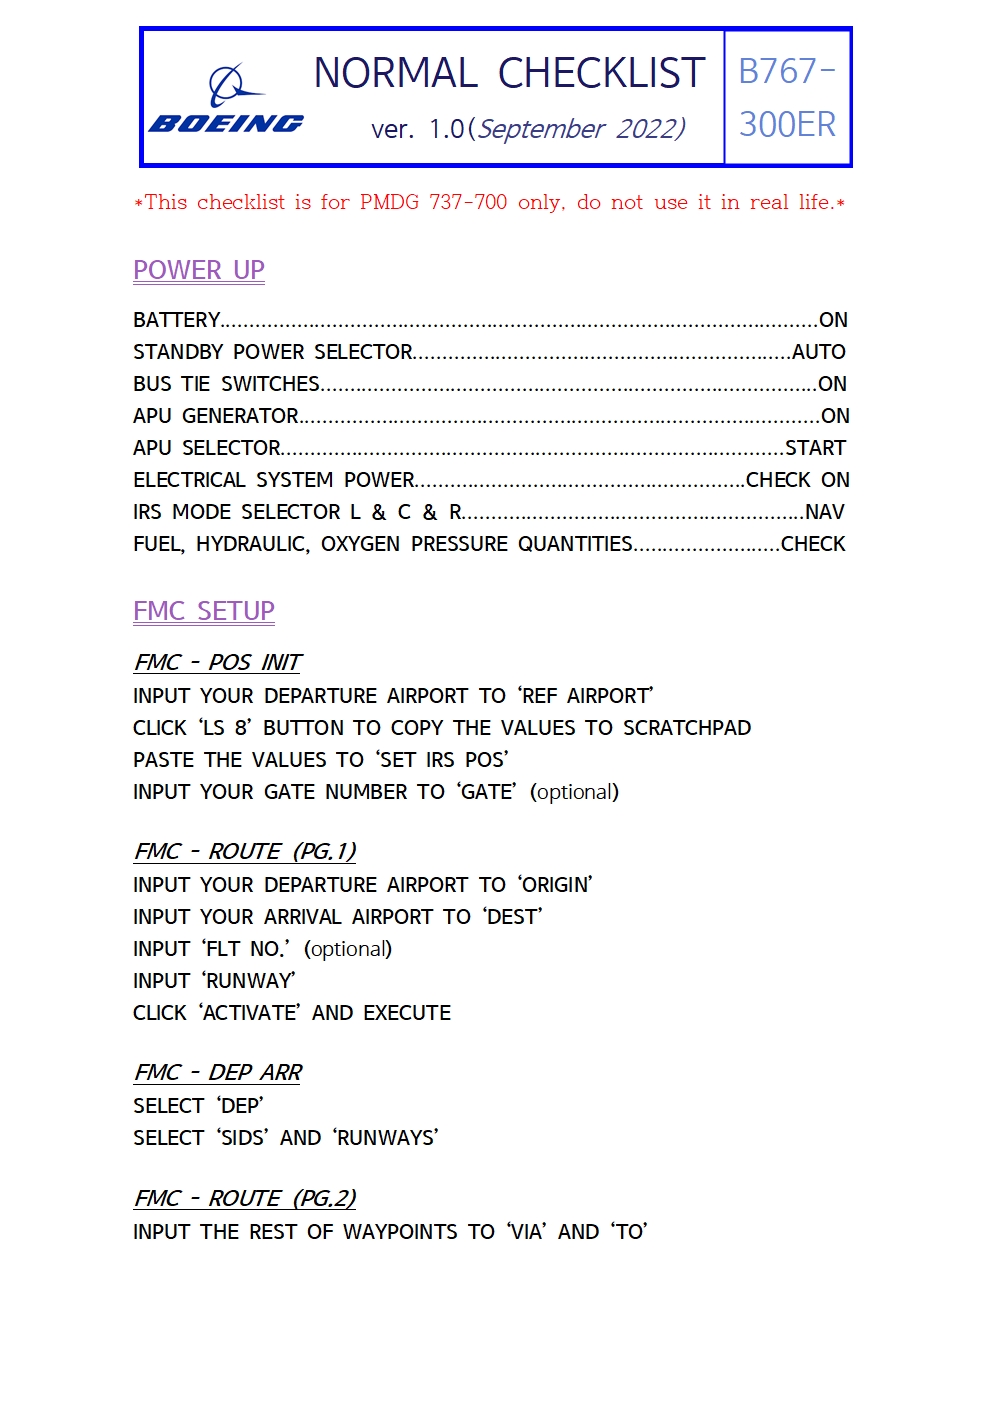 BOEING
NORMAL CHECKLIST
ver. 1.0(September 2022)
B767-
300ER
*This checklist is for PMDG 737-700 only, do not use it in real life.*
POWER UP
BATTERY....................................................................................................ON
STANDBY POWER SELECTOR................................................................AUTO
BUS TIE SWITCHES....................................................................................ON
APU GENERATOR........................................................................................ON
APU SELECTOR.....................................................................................START
ELECTRICAL SYSTEM POWER........................................................CHECK ON
IRS MODE SELECTOR L & C & R..........................................................NAV
FUEL, HYDRAULIC, OXYGEN PRESSURE QUANTITIES.........................CHECK
FMC SETUP
FMC - POS INIT
INPUT YOUR DEPARTURE AIRPORT TO ‘REF AIRPORT’
CLICK ‘LS 8’ BUTTON TO COPY THE VALUES TO SCRATCHPAD
PASTE THE VALUES TO ‘SET IRS POS’
INPUT YOUR GATE NUMBER TO ‘GATE’ (optional)
FMC - ROUTE (PG.1)
INPUT YOUR DEPARTURE AIRPORT TO ‘ORIGIN’
INPUT YOUR ARRIVAL AIRPORT TO ‘DEST’
INPUT ‘FLT NO.’ (optional)
INPUT ‘RUNWAY’
CLICK ‘ACTIVATE’ AND EXECUTE
FMC - DEP ARR
SELECT ‘DEP’
SELECT ‘SIDS’ AND ‘RUNWAYS’
FMC - ROUTE (PG.2)
INPUT THE REST OF WAYPOINTS TO ‘VIA’ AND ‘TO’